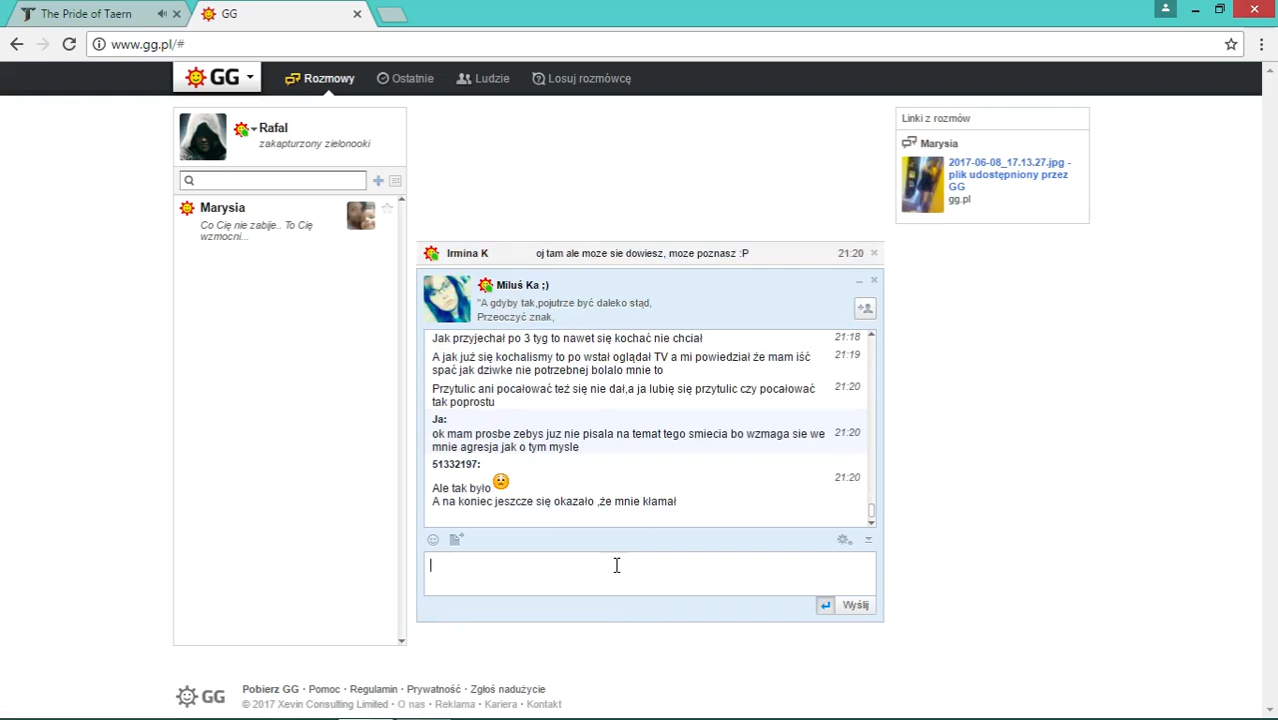 The Pride of Taern
GG
www.gg.pl/#
GG
Rozmowy
Ostatnie
Ludzie
Losuj rozmówcę
Rafal
zakapturzony zielonooki
Marysia
Co Cię nie zabije.. To Cię
wzmocni...
Irmina K
oj tam ale moze sie dowiesz, moze poznasz :P
21:20
Miluś Ka ;)
"A gdyby tak,pojutrze być daleko stąd,
Przeoczyć znak,
Jak przyjechał po 3 tyg to nawet się kochać nie chciał
21:18
A jak już się kochalismy to po wstał oglądał TV a mi powiedział że mam iść
21:19
spać jak dziwke nie potrzebnej bolalo mnie to
Przytulic ani pocałować też się nie dał,a ja lubię się przytulic czy pocałować
21:20
tak poprostu
Ja:
ok mam prosbe zebys juz nie pisala na temat tego smiecia bo wzmaga sie we
21:20
mnie agresja jak o tym mysle
51332197:
Ale tak było
21:20
A na koniec jeszcze się okazało ,że mnie kłamał
Wyślij
Linki z rozmów
Marysia
2017-06-08_17.13.27.jpg -
plik udostępniony przez
GG
gg.pl
GG
Pobierz GG · Pomoc · Regulamin · Prywatność · Zgłoś nadużycie
© 2017 Xevin Consulting Limited · O nas · Reklama · Kariera · Kontakt